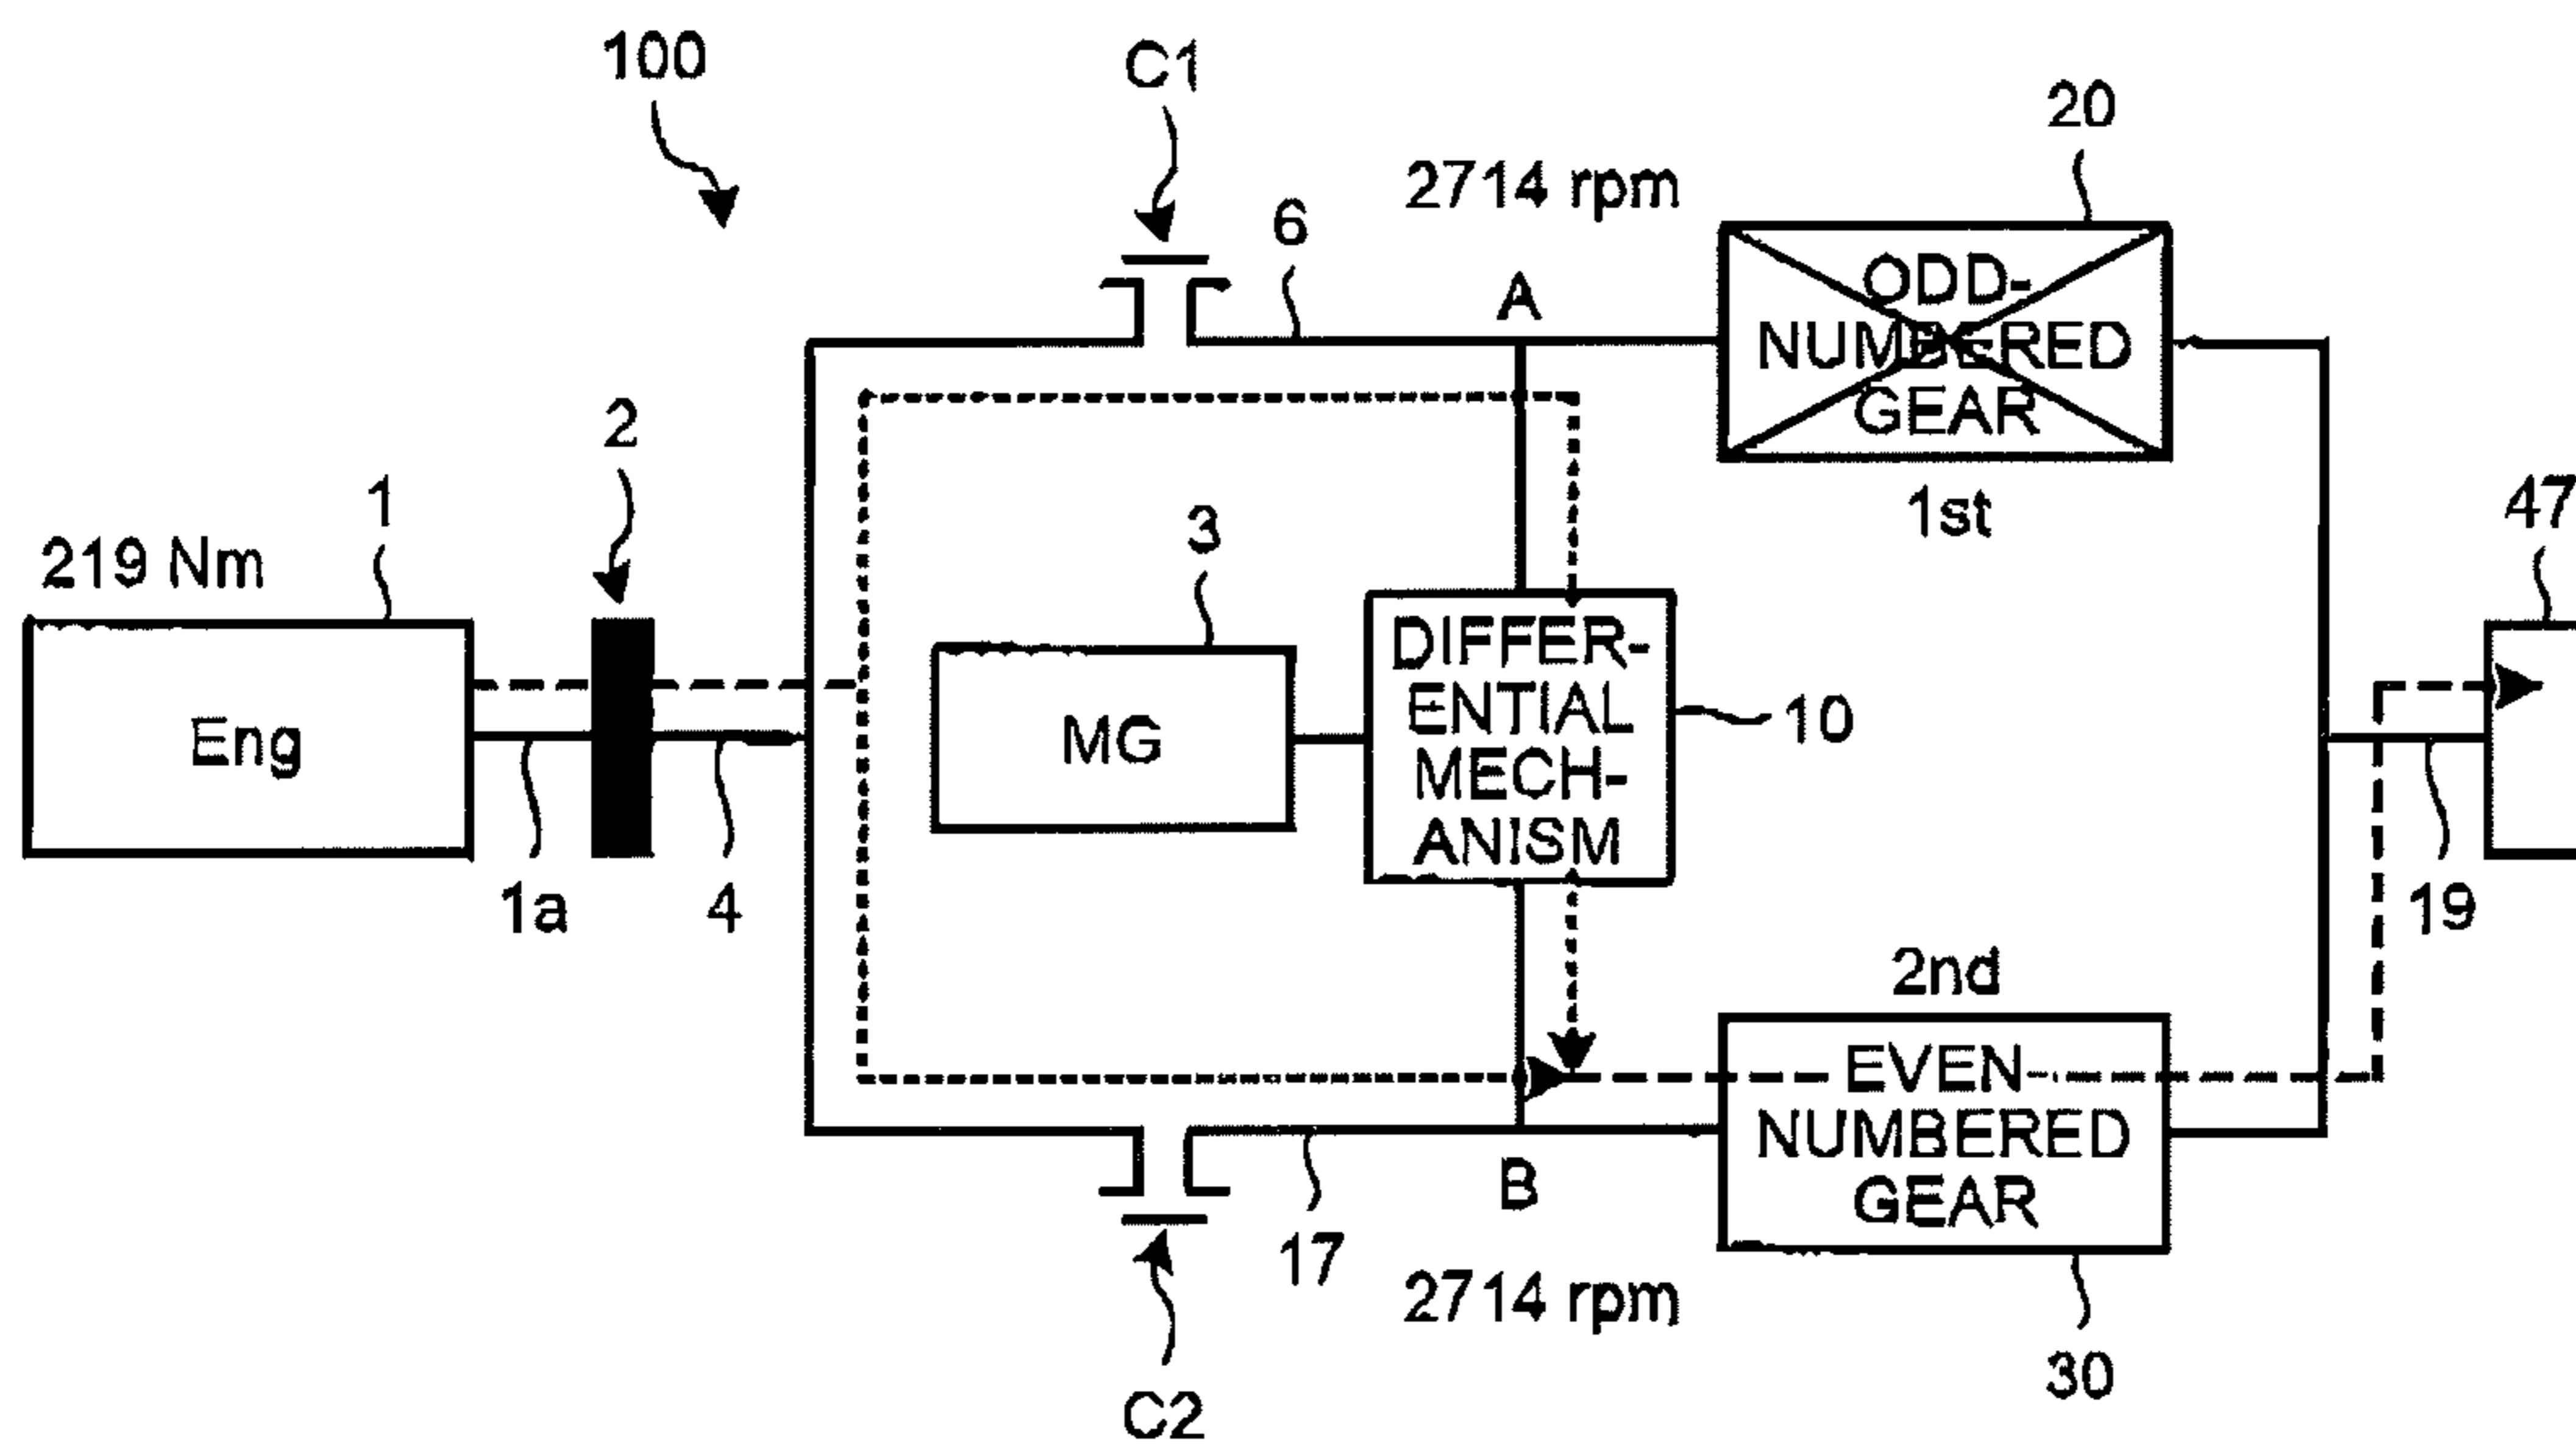 100
C1
20
2714 rpm
6
A
ODD-
NUMBERED
GEAR
1st
2
1
219 Nm
3
47
Eng
MG
DIFFER-
ENTIAL
MECH-
ANISM
10
1a
4
19
2nd
EVEN-
NUMBERED
GEAR
B
17
2714 rpm
30
C2